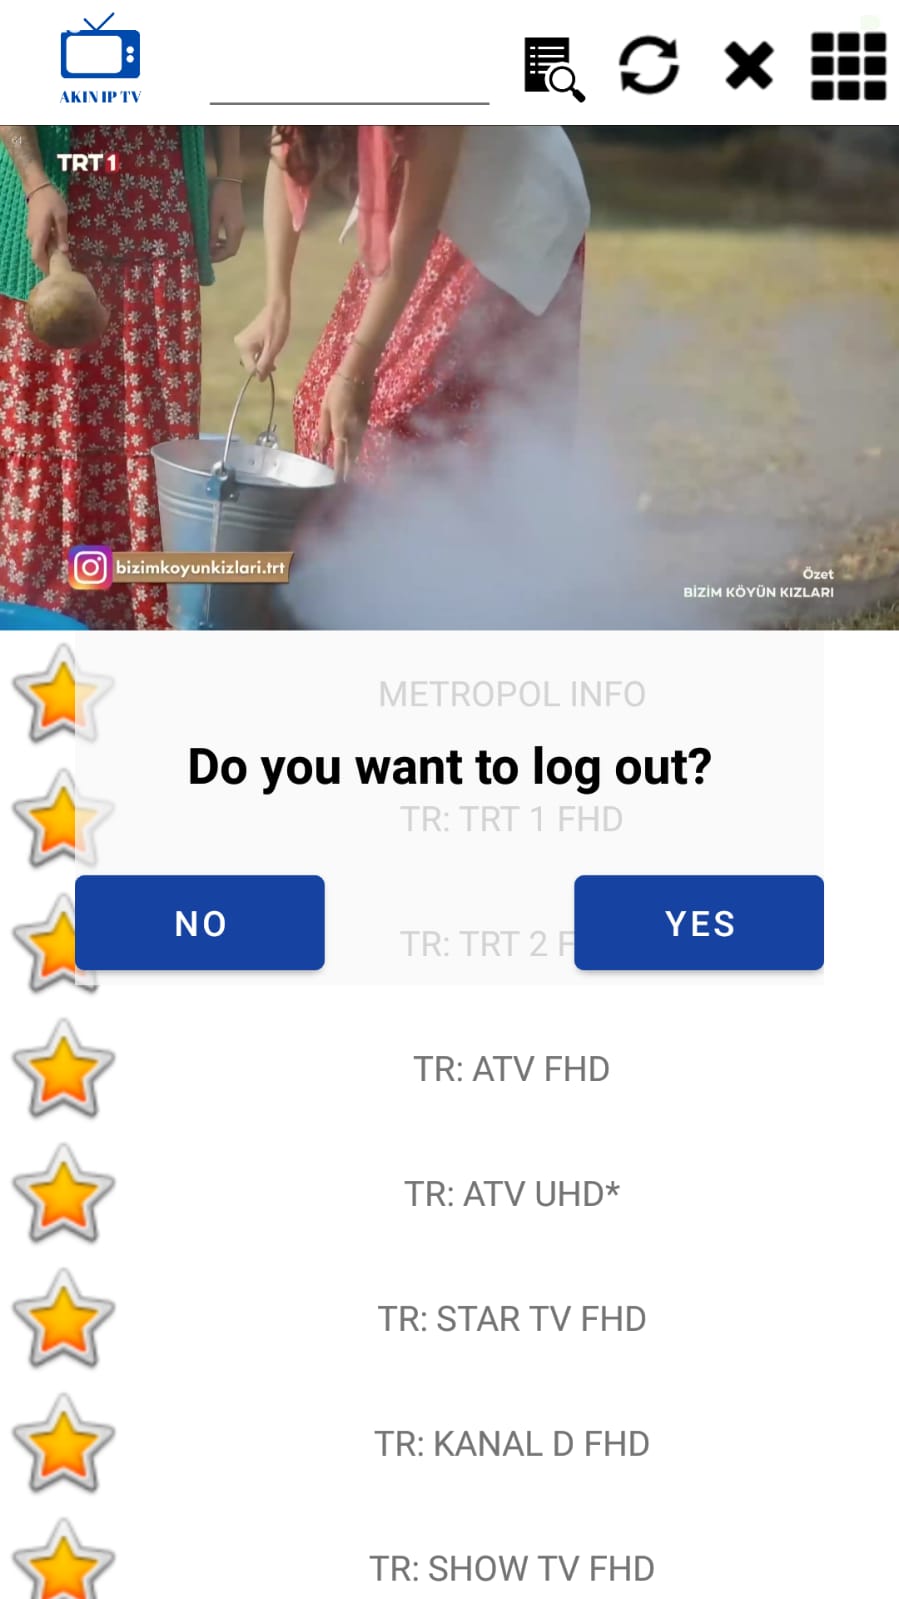 AKIN IP TV
64
TRT 1
bizimkoyunkizlari.trt
Özet
BİZİM KÖYÜN KIZLARI
METROPOL INFO
Do you want to log out?
TR: TRT 1 FHD
NO
TR: TRT 2 F
YES
TR: ATV FHD
TR: ATV UHD*
TR: STAR TV FHD
TR: KANAL D FHD
TR: SHOW TV FHD